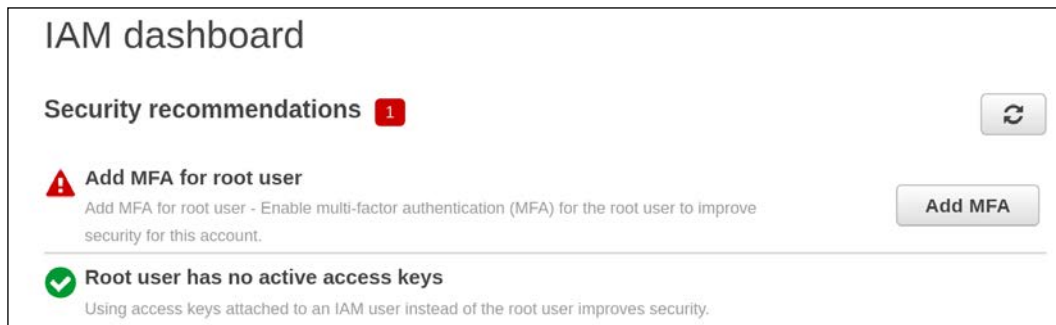 IAM dashboard
Security recommendations 1
Add MFA for root user
Add MFA for root user - Enable multi-factor authentication (MFA) for the root user to improve
security for this account.
Add MFA
Root user has no active access keys
Using access keys attached to an IAM user instead of the root user improves security.